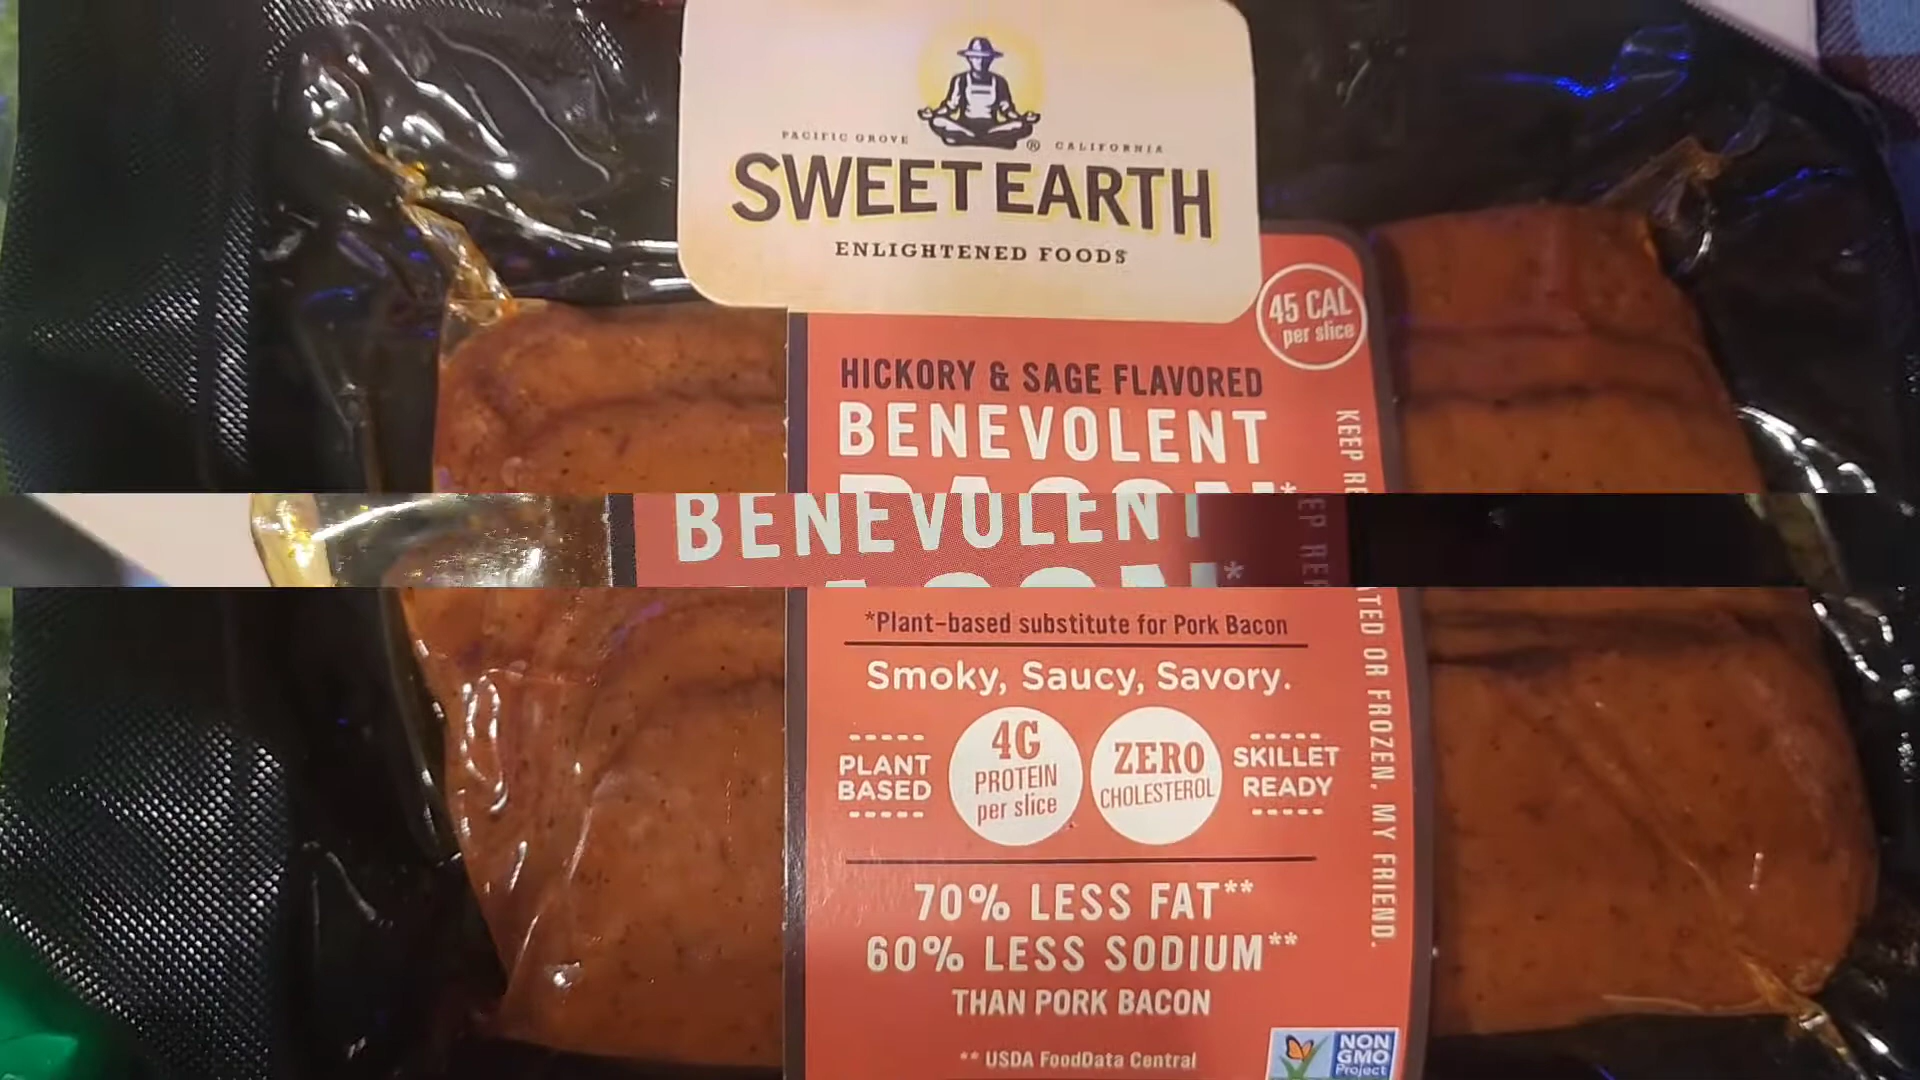 PACIFIC GROVE ® CALIFORNIA
SWEET EARTH
ENLIGHTENED FOODS
45 CAL
per slice
HICKORY & SAGE FLAVORED
BENEVOLENT
BENEVOLENT
*Plant-based substitute for Pork Bacon
Smoky, Saucy, Savory.
PLANT
BASED
4G
PROTEIN
per slice
ZERO
CHOLESTEROL
SKILLET
READY
70% LESS FAT**
60% LESS SODIUM**
THAN PORK BACON
** USDA FoodData Central
NON
GMO
Project
KEEP
OR FROZEN, MY FRIEND.